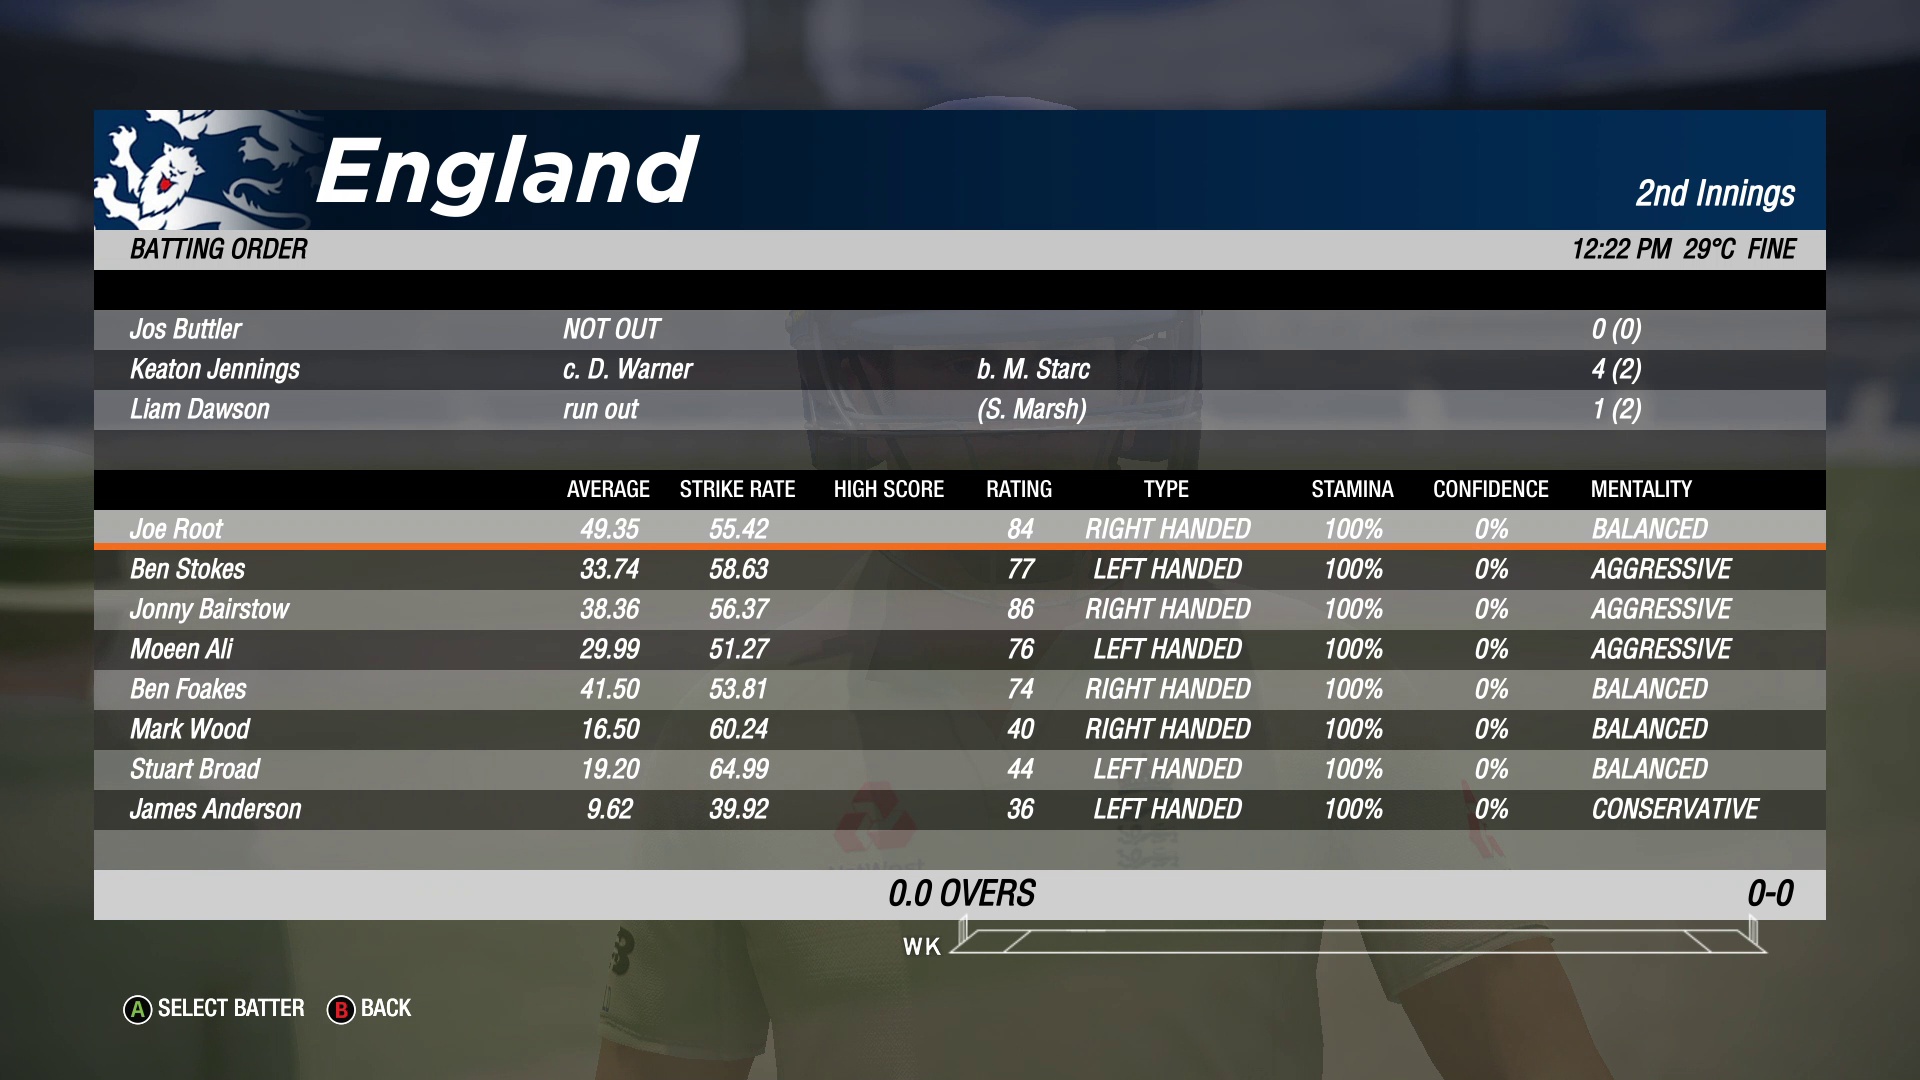 England
2nd Innings
BATTING ORDER 12:22 PM 29°C FINE
Jos Buttler NOT OUT 0 (0)
Keaton Jennings c. D. Warner b. M. Starc 4 (2)
Liam Dawson run out (S. Marsh) 1 (2)
AVERAGE STRIKE RATE HIGH SCORE RATING TYPE STAMINA CONFIDENCE MENTALITY
Joe Root 49.35 55.42 84 RIGHT HANDED 100% 0% BALANCED
Ben Stokes 33.74 58.63 77 LEFT HANDED 100% 0% AGGRESSIVE
Jonny Bairstow 38.36 56.37 86 RIGHT HANDED 100% 0% AGGRESSIVE
Moeen Ali 29.99 51.27 76 LEFT HANDED 100% 0% AGGRESSIVE
Ben Foakes 41.50 53.81 74 RIGHT HANDED 100% 0% BALANCED
Mark Wood 16.50 60.24 40 RIGHT HANDED 100% 0% BALANCED
Stuart Broad 19.20 64.99 44 LEFT HANDED 100% 0% BALANCED
James Anderson 9.62 39.92 36 LEFT HANDED 100% 0% CONSERVATIVE
0.0 OVERS 0-0
WK
A SELECT BATTER B BACK